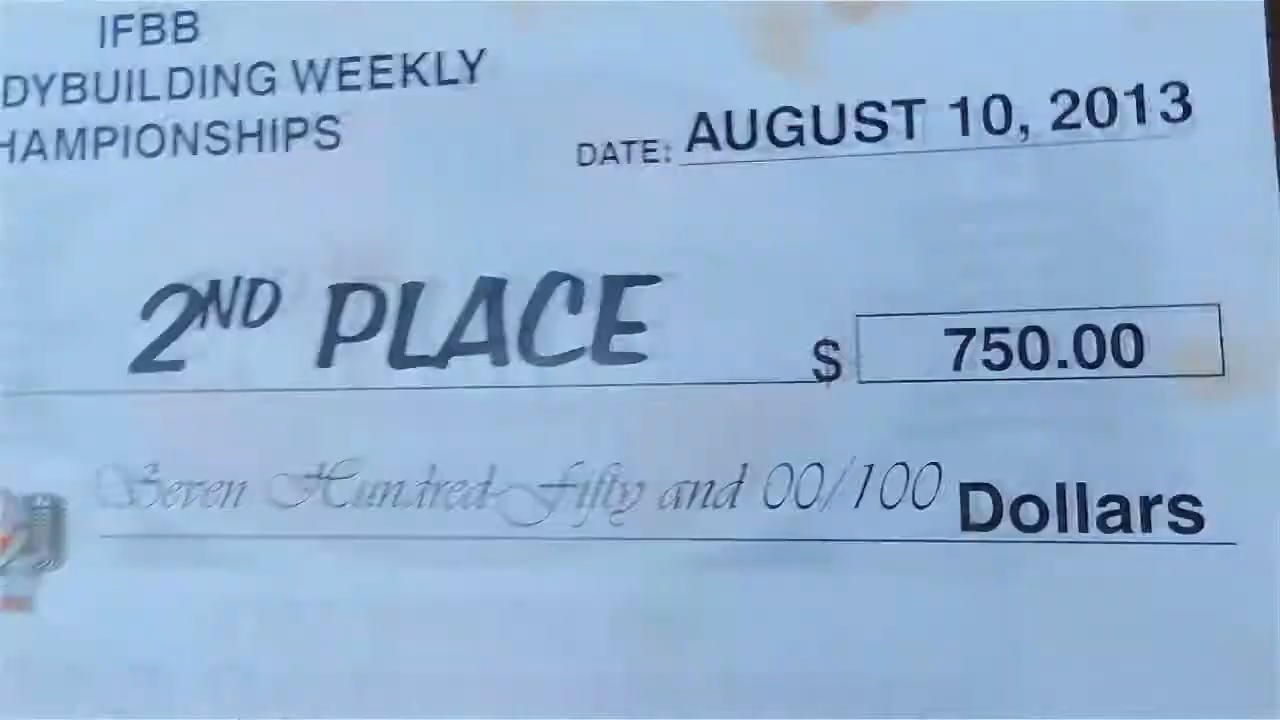 IFBB
DYBUILDING WEEKLY
HAMPIONSHIPS
DATE: AUGUST 10, 2013
2ND PLACE $ 750.00
Seven Hundred Fifty and 00/100 Dollars